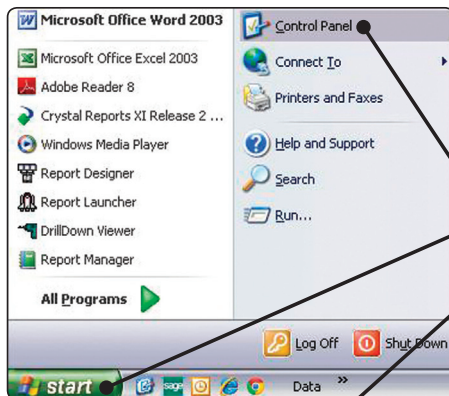 Microsoft Office Word 2003
Microsoft Office Excel 2003
Adobe Reader 8
Crystal Reports XI Release 2 ...
Windows Media Player
Report Designer
Report Launcher
DrillDown Viewer
Report Manager
All Programs
Control Panel
Connect To
Printers and Faxes
Help and Support
Search
Run...
Log Off
Shut Down
start
sage
Data
»